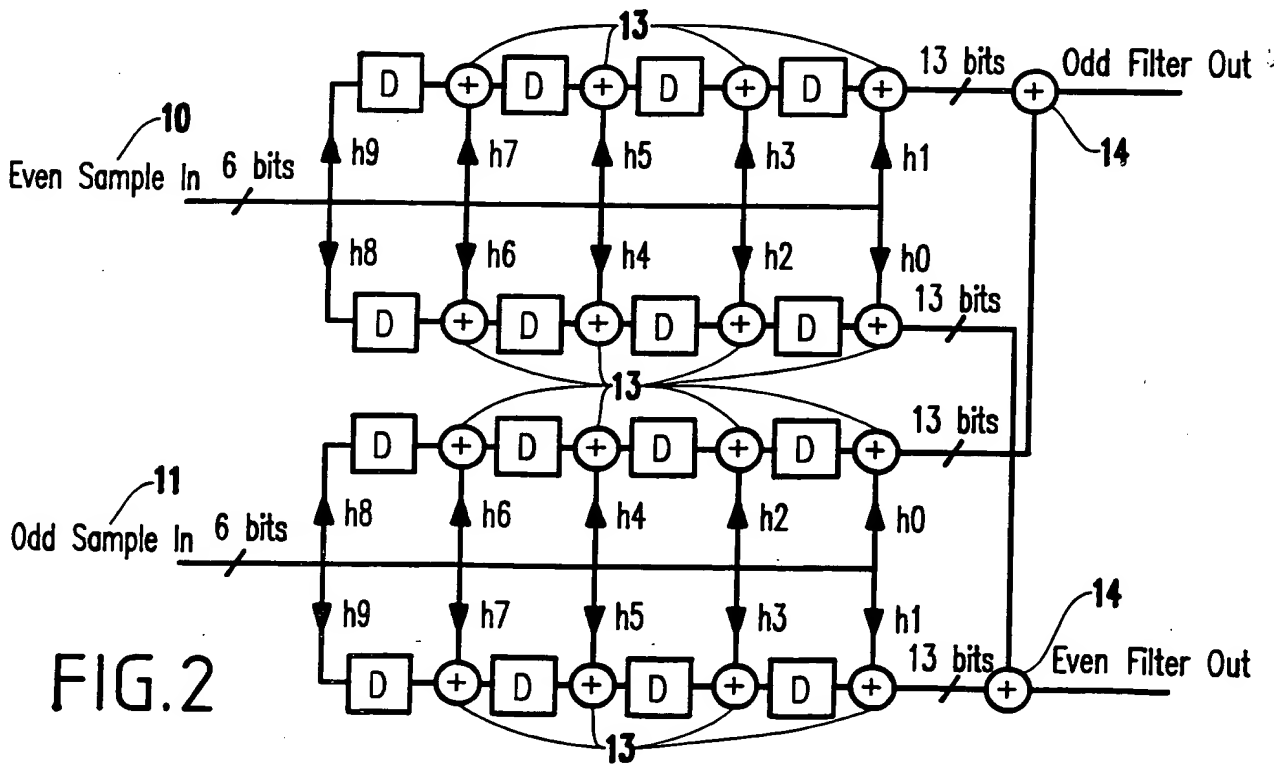 13
D + D + D + D + 13 bits + Odd Filter Out
10
h9 h7 h5 h3 h1
14
Even Sample In 6 bits
h8 h6 h4 h2 h0
13 bits
D + D + D + D +
13
D + D + D + D + 13 bits
11
h8 h6 h4 h2 h0
Odd Sample In 6 bits
h9 h7 h5 h3 h1
14
13 bits Even Filter Out
D + D + D + D + +
FIG.2
13